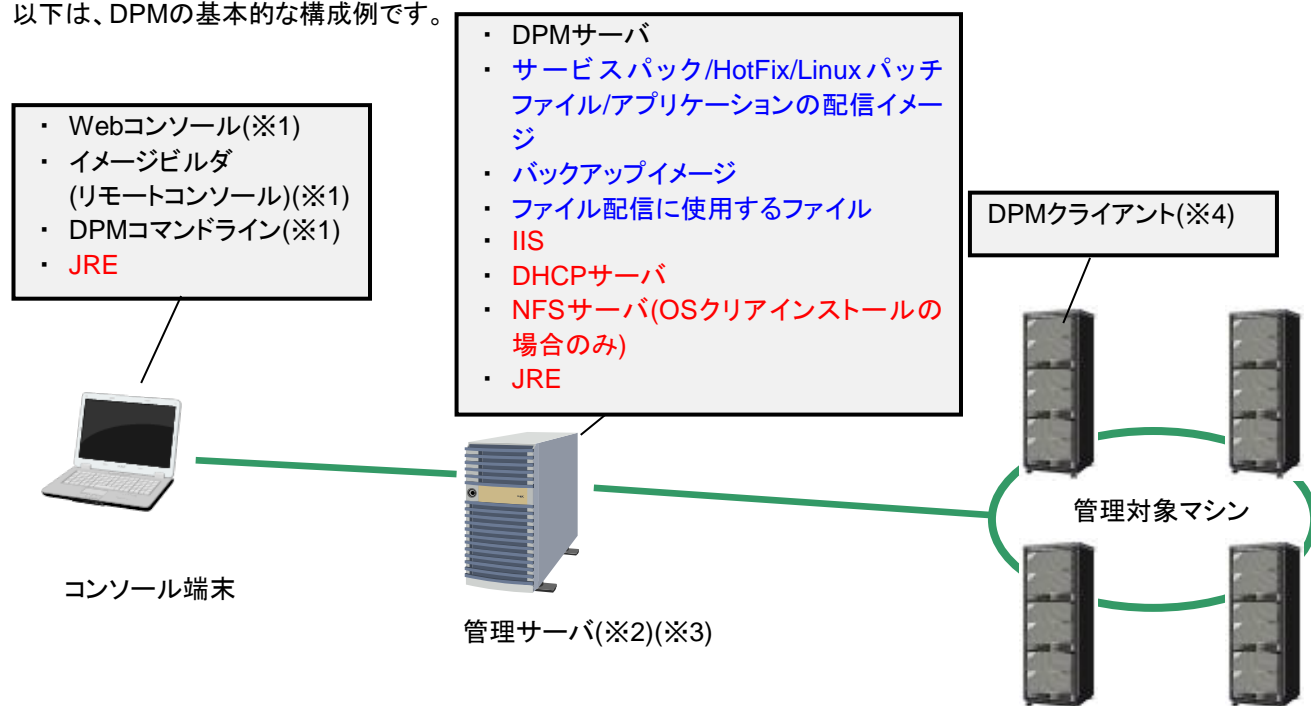 以下は、DPMの基本的な構成例です。
・ Webコンソール(※1)
・ イメージビルダ
(リモートコンソール)(※1)
・ DPMコマンドライン(※1)
・ JRE
・ DPMサーバ
・ サービスパック/HotFix/Linux パッチ
ファイル/アプリケーションの配信イメー
ジ
・ バックアップイメージ
・ ファイル配信に使用するファイル
・ IIS
・ DHCPサーバ
・ NFSサーバ(OSクリアインストールの
場合のみ)
・ JRE
DPMクライアント(※4)
管理対象マシン
コンソール端末
管理サーバ(※2)(※3)